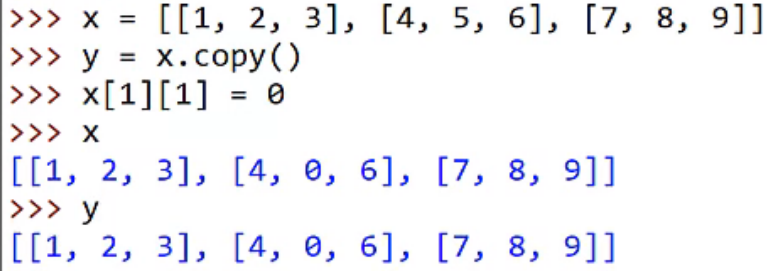 >>> x = [[1, 2, 3], [4, 5, 6], [7, 8, 9]]
>>> y = x.copy()
>>> x[1][1] = 0
>>> x
[[1, 2, 3], [4, 0, 6], [7, 8, 9]]
>>> y
[[1, 2, 3], [4, 0, 6], [7, 8, 9]]